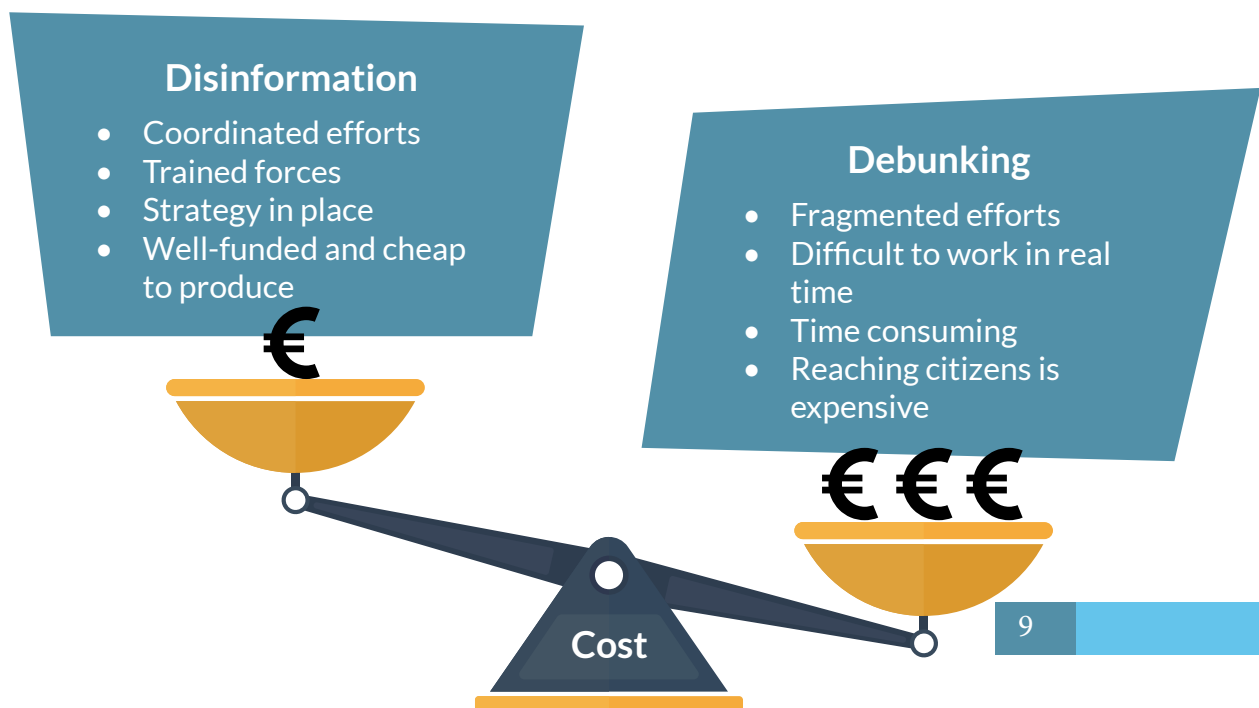 Disinformation
● Coordinated efforts
● Trained forces
● Strategy in place
● Well-funded and cheap
to produce
€
Debunking
● Fragmented efforts
● Difficult to work in real
time
● Time consuming
● Reaching citizens is
expensive
€ € €
Cost
9